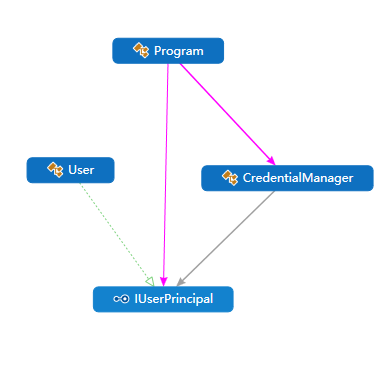 Program
User
CredentialManager
IUserPrincipal